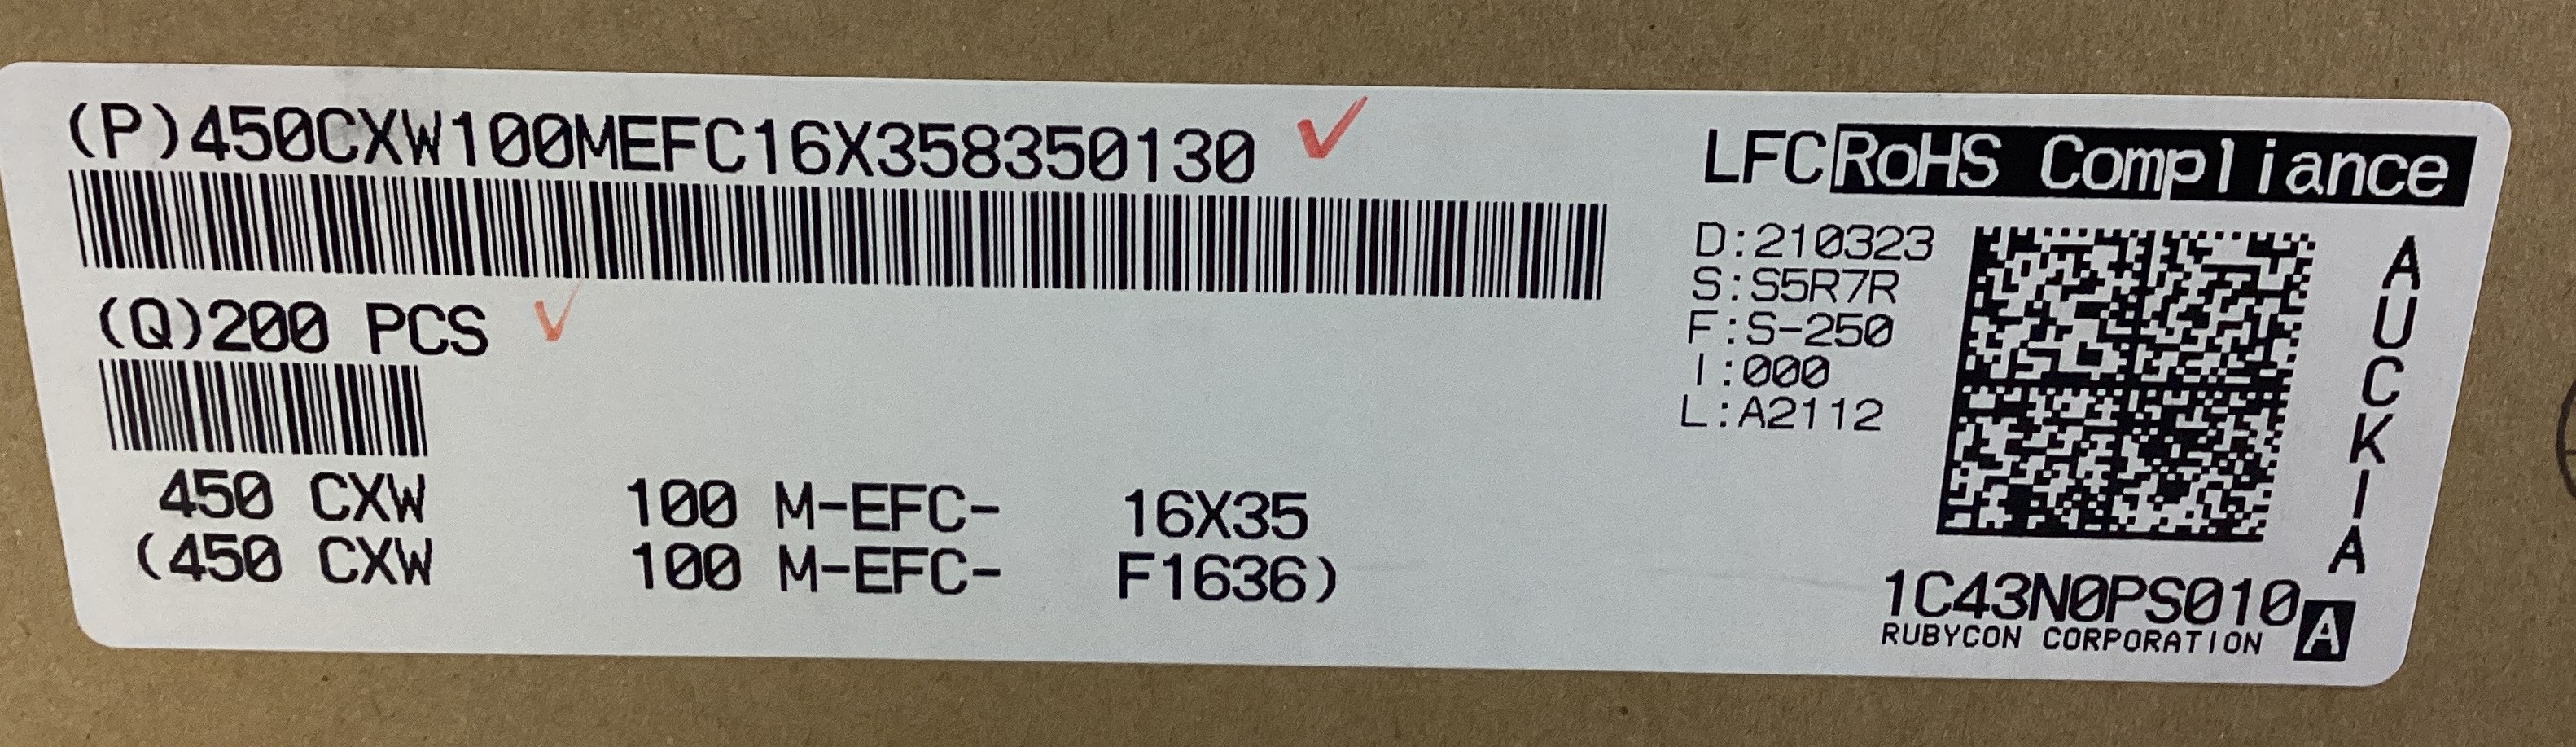 (P)450CXW100MEFC16X358350130
(Q)200 PCS
450 CXW 100 M-EFC- 16X35
(450 CXW 100 M-EFC- F1636)
LFC RoHS Compliance
D:210323
S:S5R7R
F:S-250
I:000
L:A2112
AUCKIA
1C43N0PS010 A
RUBYCON CORPORATION